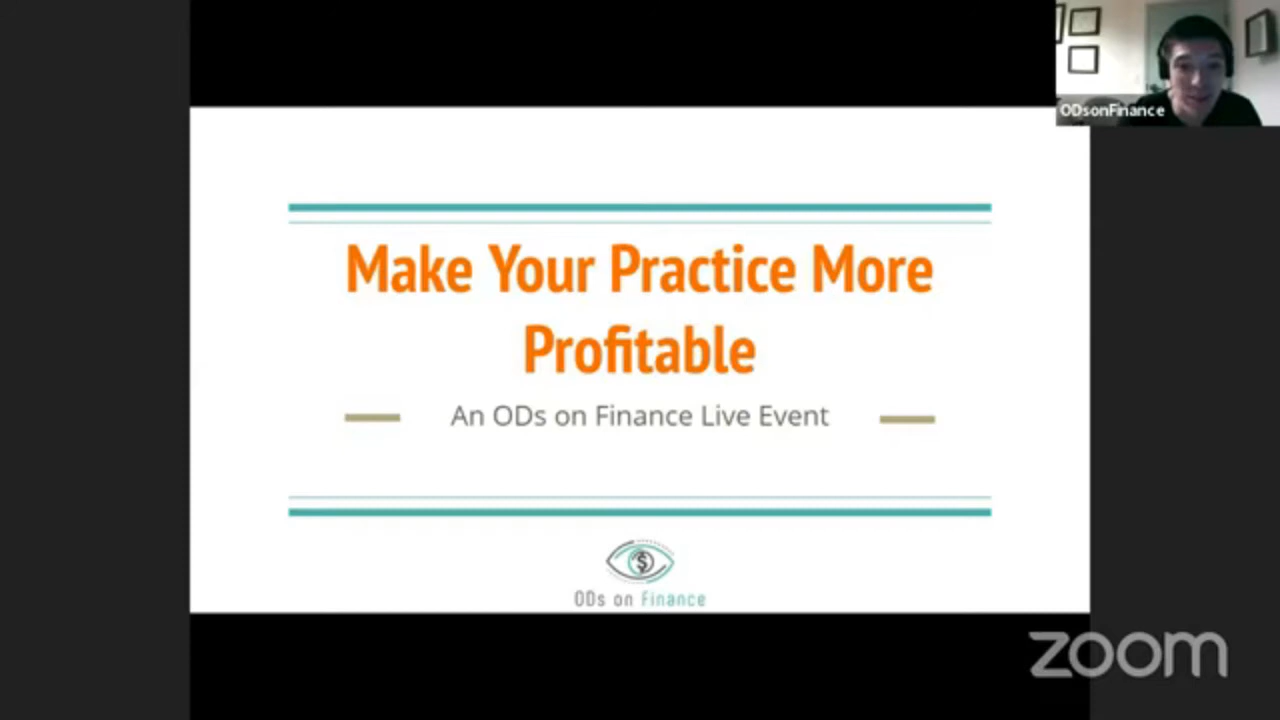 ODsonFinance
Make Your Practice More
Profitable
An ODs on Finance Live Event
$
ODs on Finance
zoom